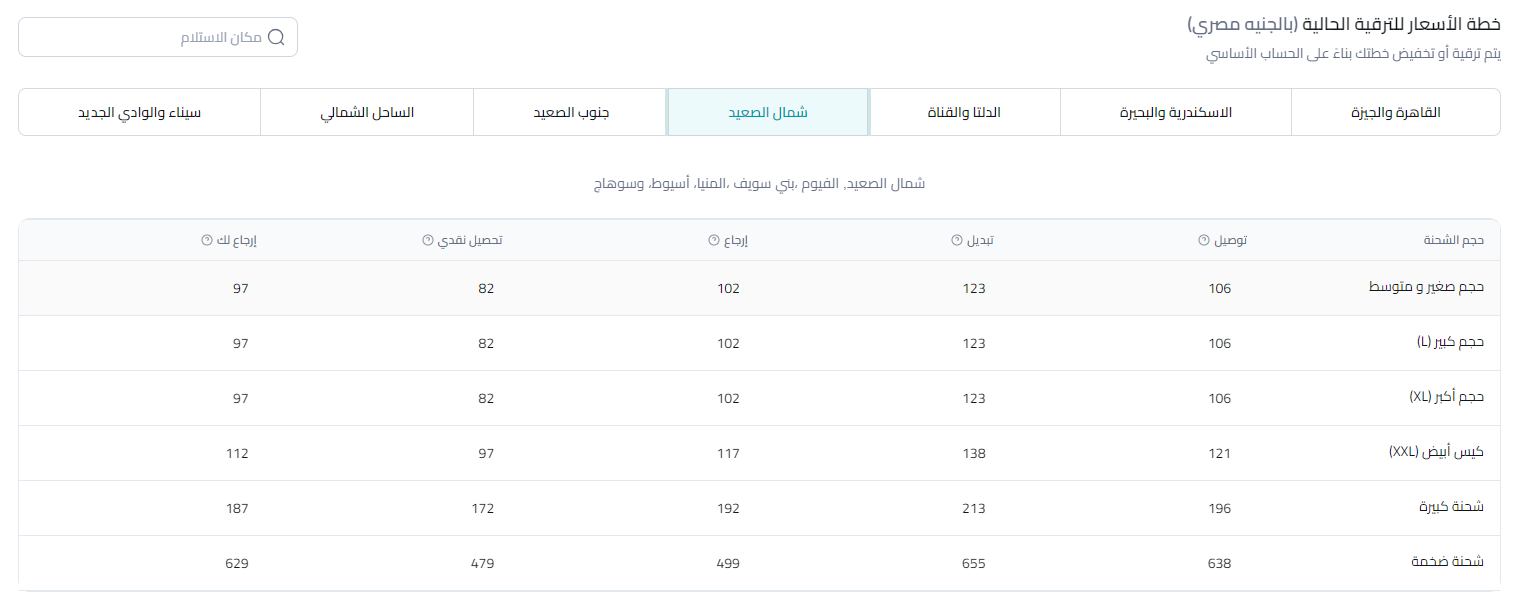 خطة الأسعار للترقية الحالية (بالجنيه مصري)
يتم ترقية أو تخفيض خطتك بناءً على الحساب الأساسي
مكان الاستلام
القاهرة والجيزة الاسكندرية والبحيرة الدلتا والقناة شمال الصعيد جنوب الصعيد الساحل الشمالي سيناء والوادي الجديد
شمال الصعيد, الفيوم ،بني سويف ،المنيا، أسيوط، وسوهاج
حجم الشحنة توصيل تبديل إرجاع تحصيل نقدي إرجاع لك
حجم صغير و متوسط 106 123 102 82 97
حجم كبير (L) 106 123 102 82 97
حجم أكبر (XL) 106 123 102 82 97
كيس أبيض (XXL) 121 138 117 97 112
شحنة كبيرة 196 213 192 172 187
شحنة ضخمة 638 655 499 479 629